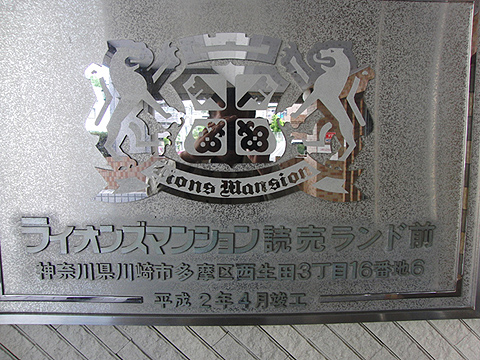 Lions Mansion
ライオンズマンション読売ランド前
神奈川県川崎市多摩区西生田3丁目16番地6
平成2年4月竣工